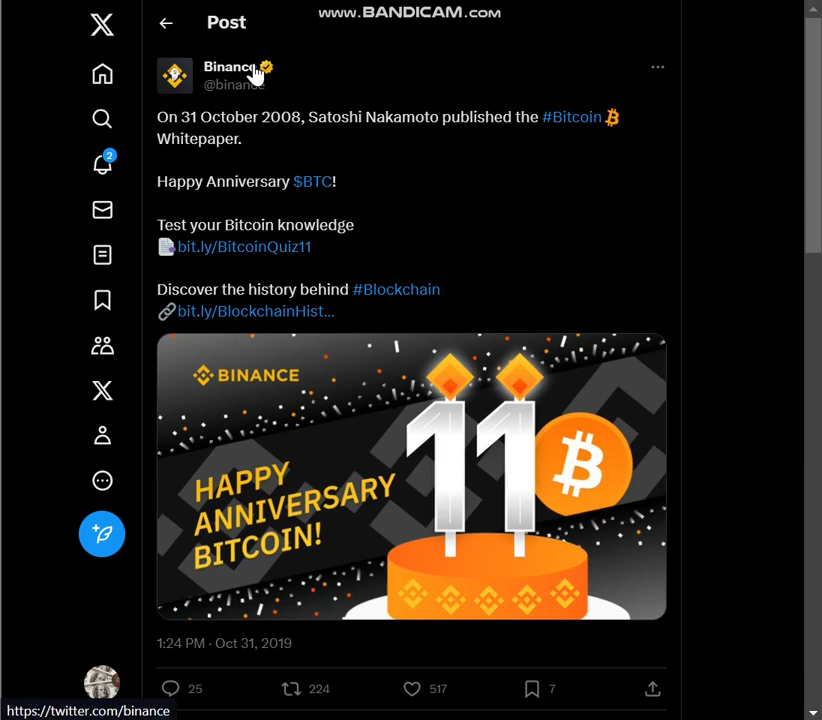 www.BANDICAM.com
Post
Binance
@binance
On 31 October 2008, Satoshi Nakamoto published the #Bitcoin
Whitepaper.
Happy Anniversary $BTC!
Test your Bitcoin knowledge
bit.ly/BitcoinQuiz11
Discover the history behind #Blockchain
bit.ly/BlockchainHist...
BINANCE
11
HAPPY
ANNIVERSARY
BITCOIN!
1:24 PM · Oct 31, 2019
25 224 517 7
2
https://twitter.com/binance